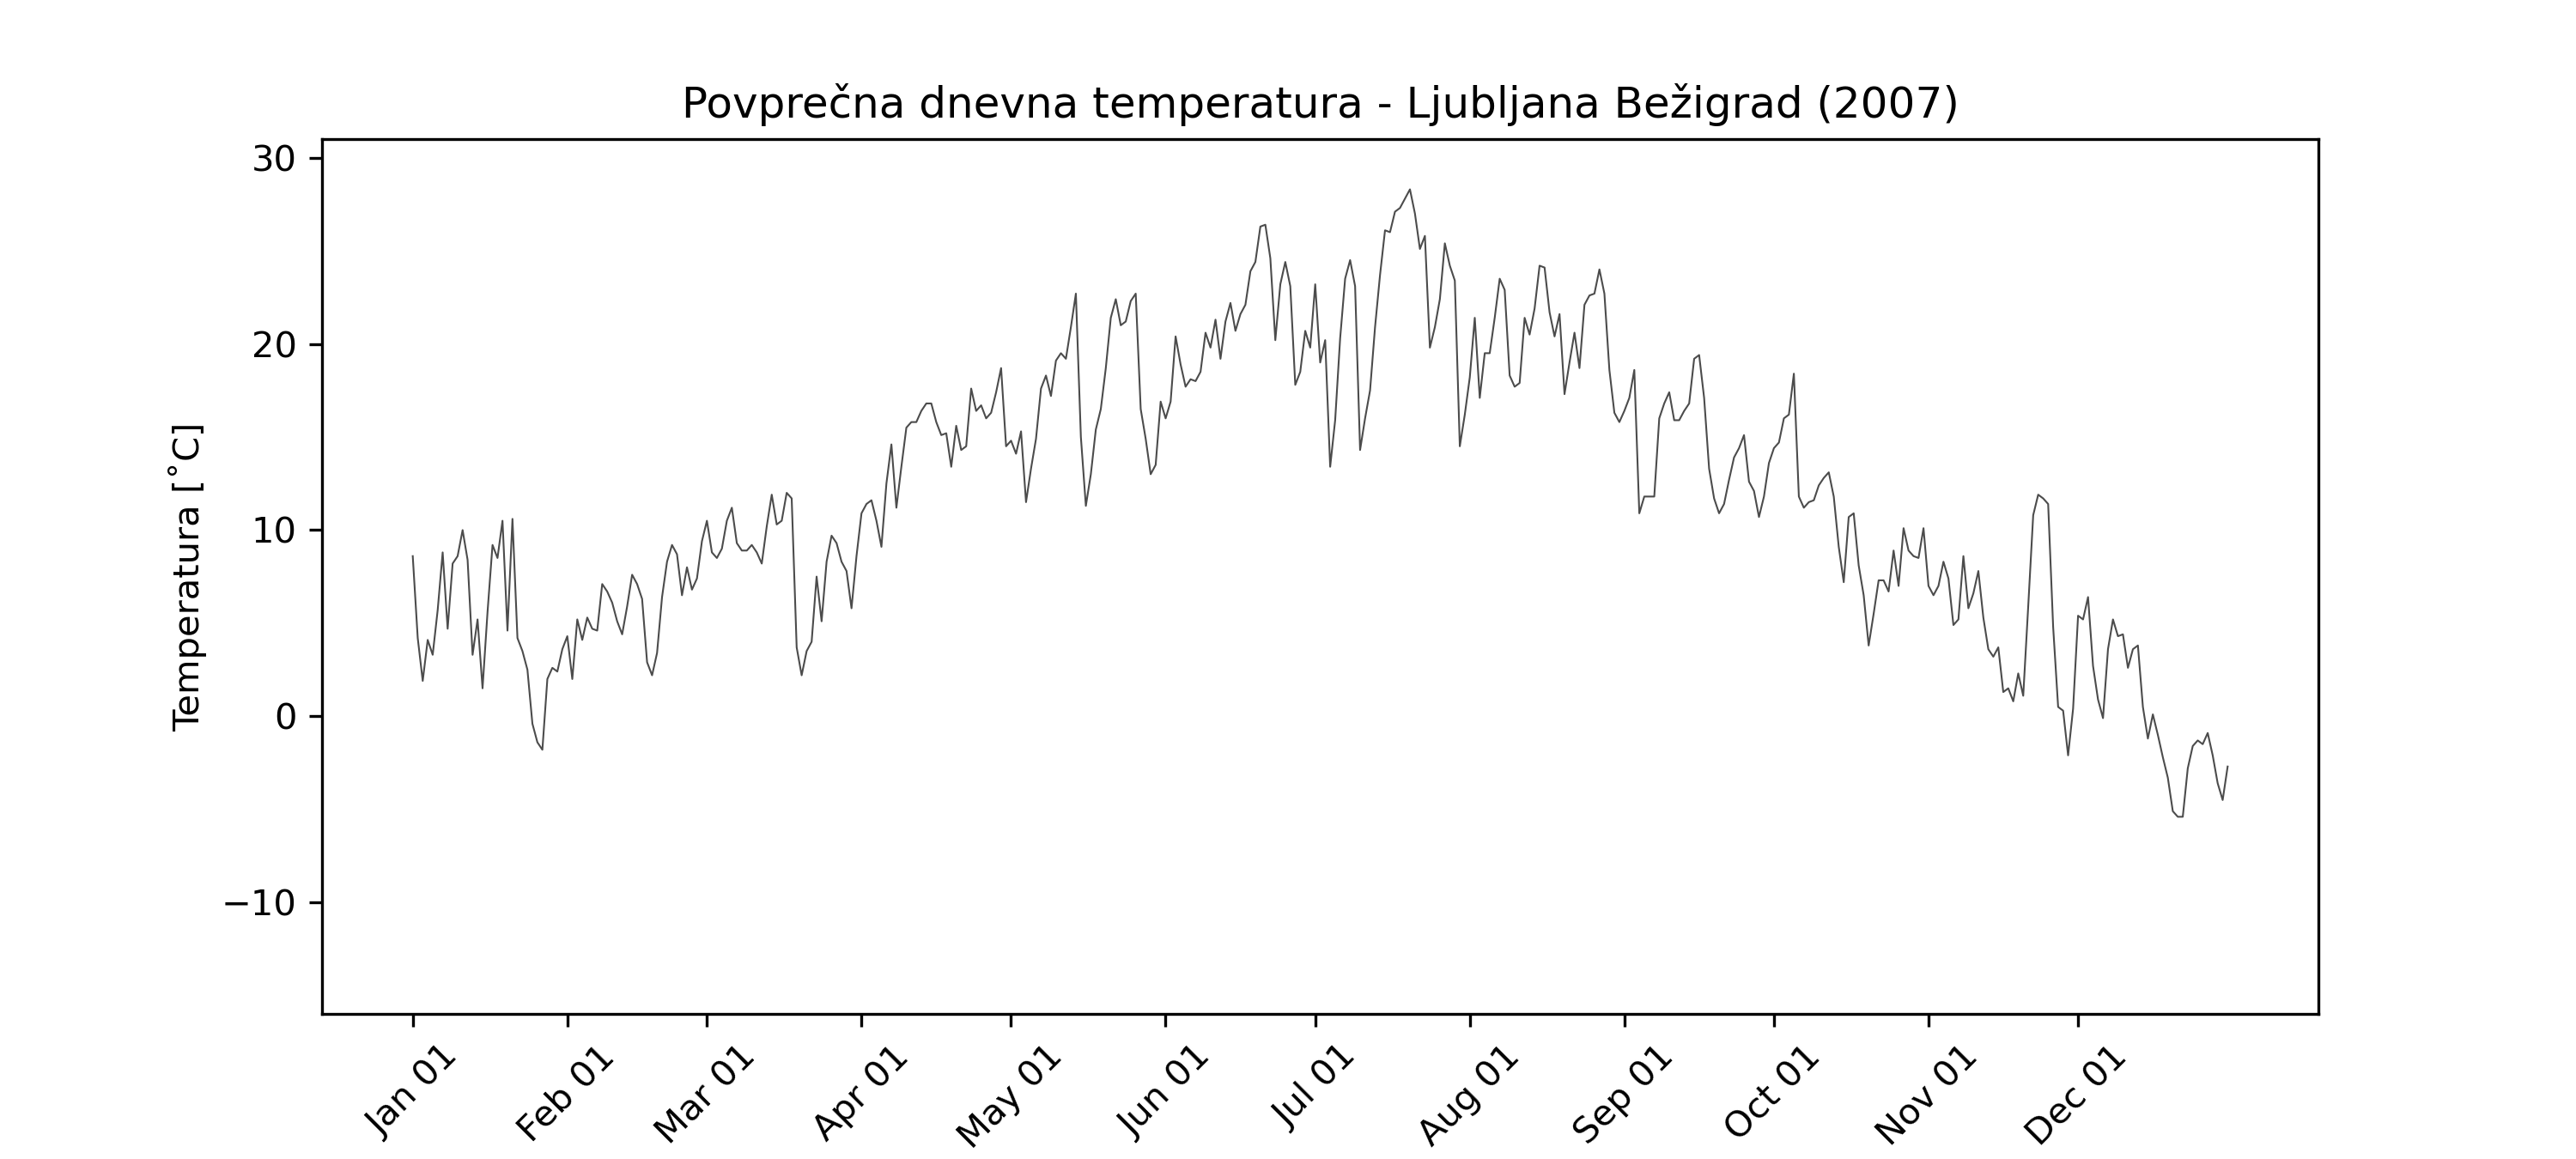 Povprečna dnevna temperatura - Ljubljana Bežigrad (2007)
Temperatura [˚C]
30
20
10
0
−10
Jan 01
Feb 01
Mar 01
Apr 01
May 01
Jun 01
Jul 01
Aug 01
Sep 01
Oct 01
Nov 01
Dec 01